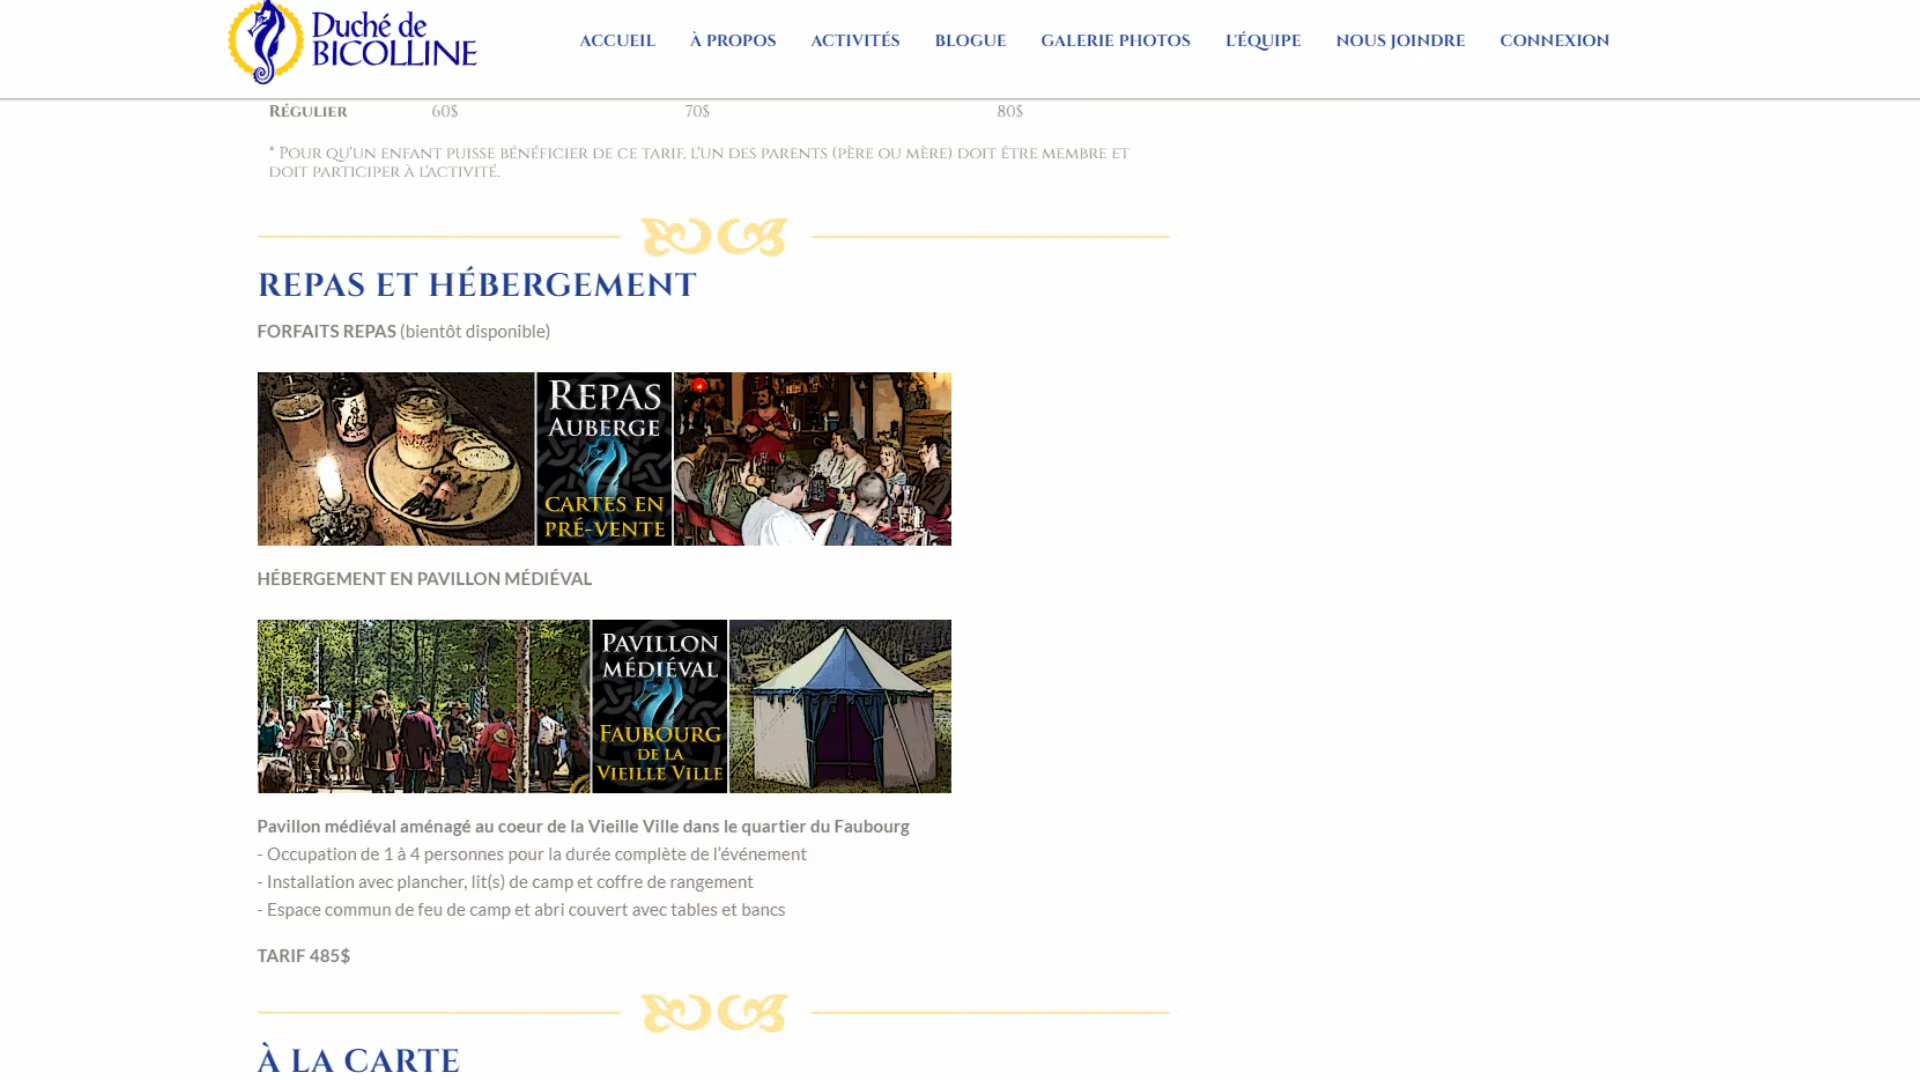 Duché de
BICOLLINE
ACCUEIL À PROPOS ACTIVITÉS BLOGUE GALERIE PHOTOS L'ÉQUIPE NOUS JOINDRE CONNEXION
RÉGULIER 60$ 70$ 80$
* POUR QU'UN ENFANT PUISSE BÉNÉFICIER DE CE TARIF, L'UN DES PARENTS (PÈRE OU MÈRE) DOIT ÊTRE MEMBRE ET
DOIT PARTICIPER À L'ACTIVITÉ.
REPAS ET HÉBERGEMENT
FORFAITS REPAS (bientôt disponible)
REPAS
AUBERGE
CARTES EN
PRÉ-VENTE
HÉBERGEMENT EN PAVILLON MÉDIÉVAL
PAVILLON
MÉDIÉVAL
FAUBOURG
DE LA
VIEILLE VILLE
Pavillon médiéval aménagé au coeur de la Vieille Ville dans le quartier du Faubourg
- Occupation de 1 à 4 personnes pour la durée complète de l'événement
- Installation avec plancher, lit(s) de camp et coffre de rangement
- Espace commun de feu de camp et abri couvert avec tables et bancs
TARIF 485$
À LA CARTE